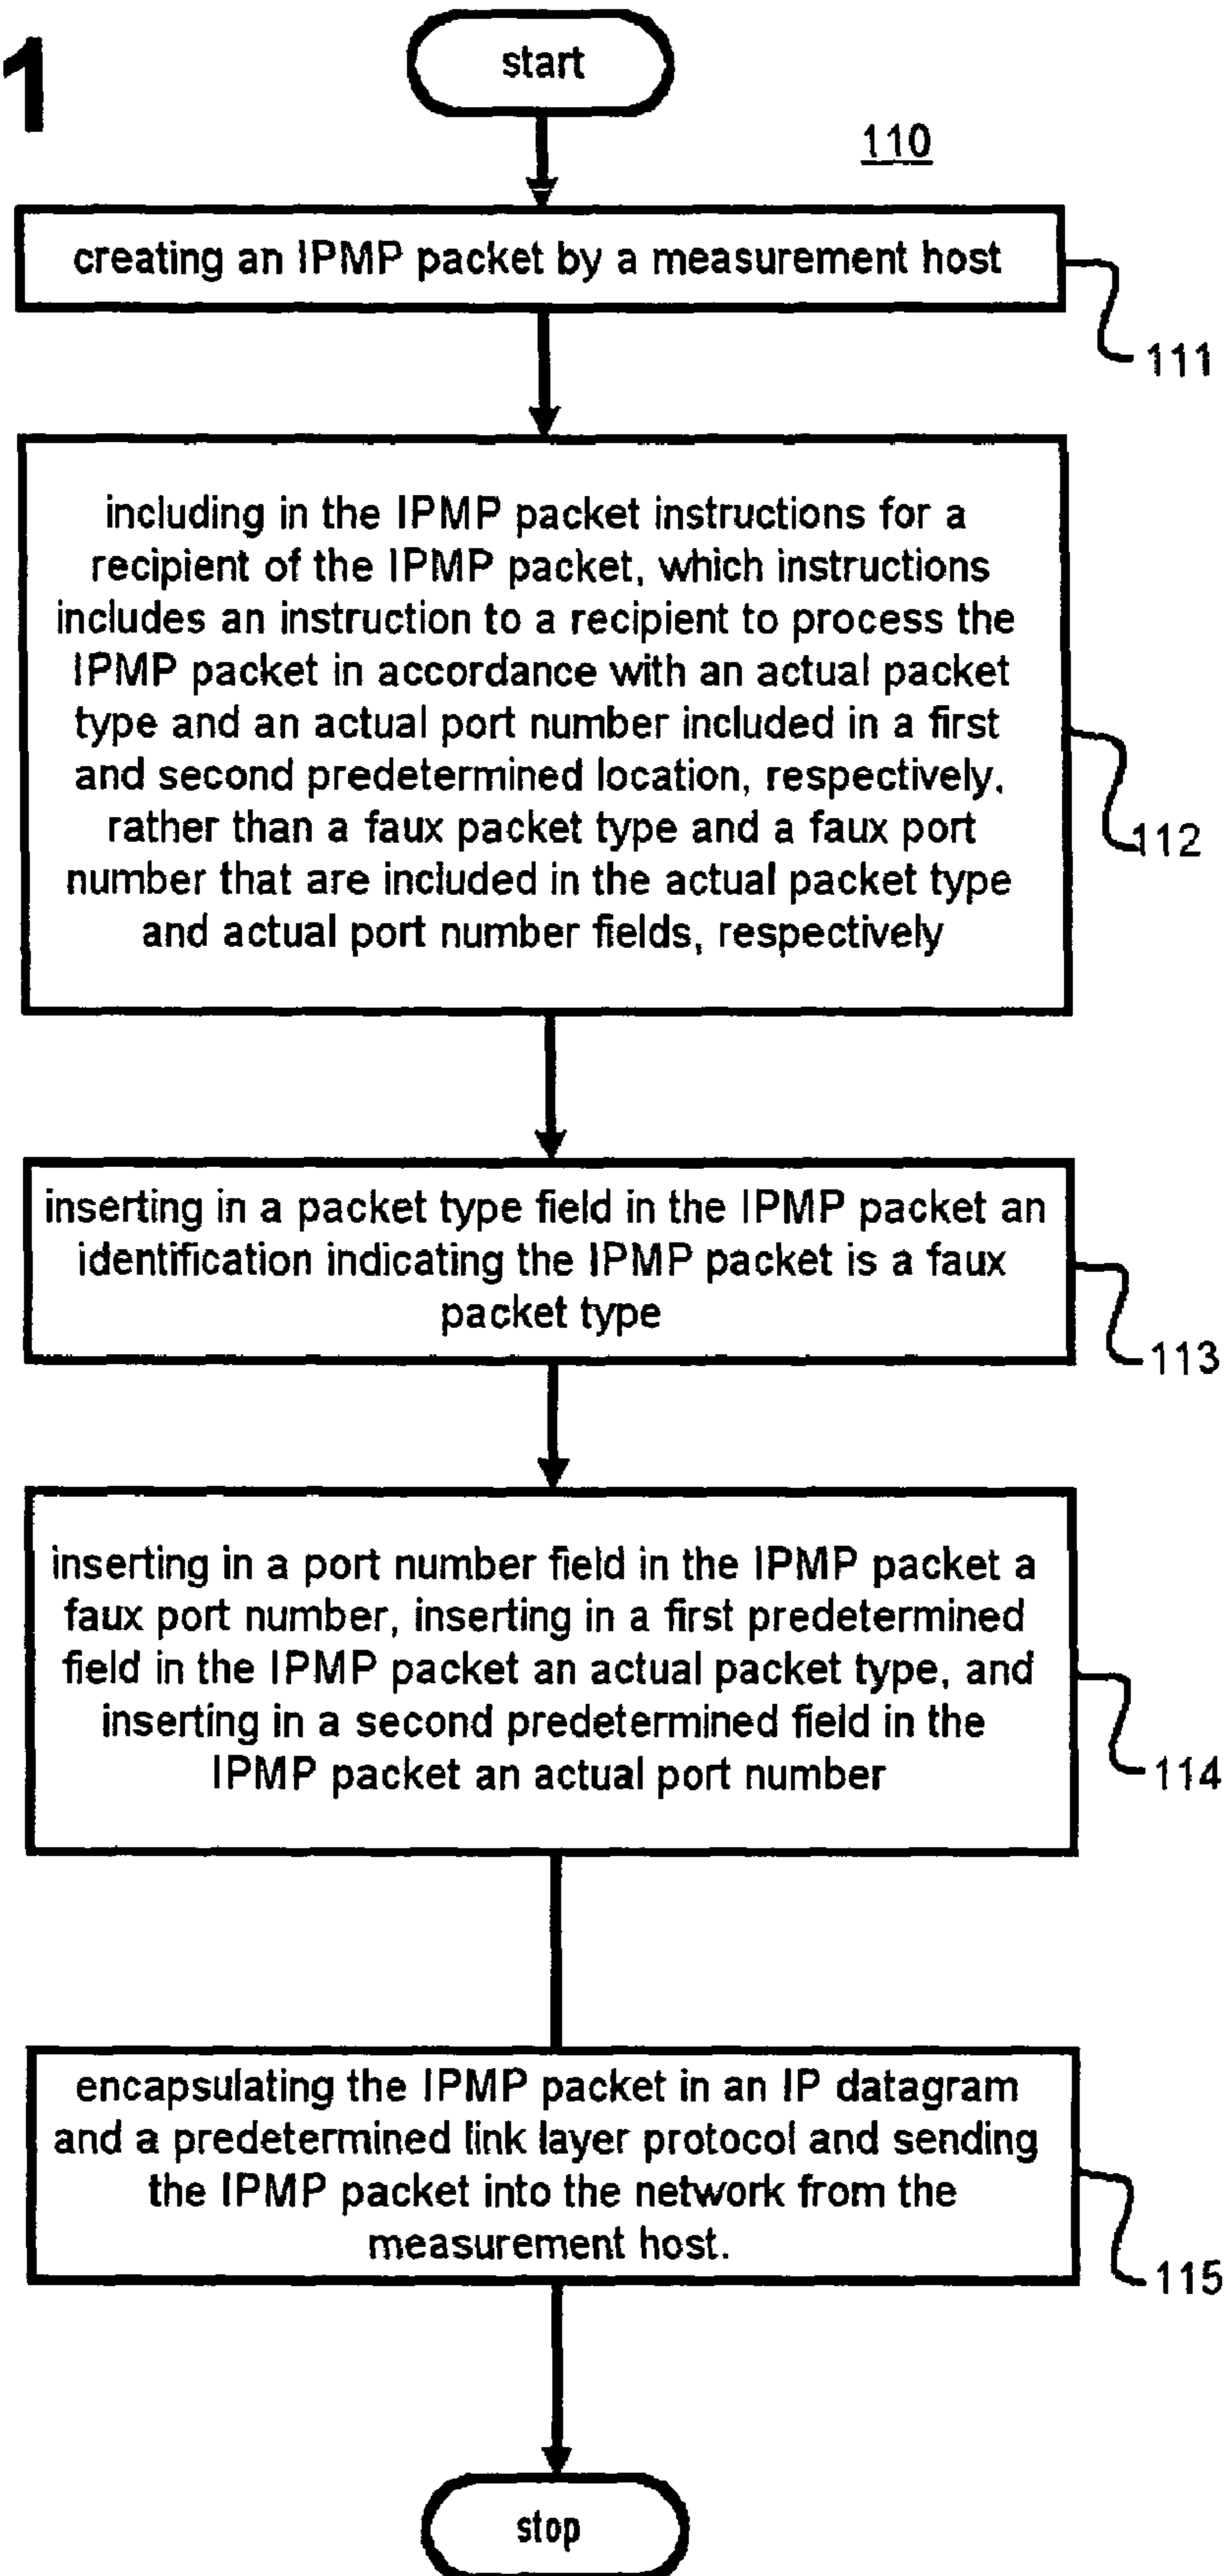 1
start
110
creating an IPMP packet by a measurement host
111
including in the IPMP packet instructions for a
recipient of the IPMP packet, which instructions
includes an instruction to a recipient to process the
IPMP packet in accordance with an actual packet
type and an actual port number included in a first
and second predetermined location, respectively,
rather than a faux packet type and a faux port
number that are included in the actual packet type
and actual port number fields, respectively
112
inserting in a packet type field in the IPMP packet an
identification indicating the IPMP packet is a faux
packet type
113
inserting in a port number field in the IPMP packet a
faux port number, inserting in a first predetermined
field in the IPMP packet an actual packet type, and
inserting in a second predetermined field in the
IPMP packet an actual port number
114
encapsulating the IPMP packet in an IP datagram
and a predetermined link layer protocol and sending
the IPMP packet into the network from the
measurement host.
115
stop